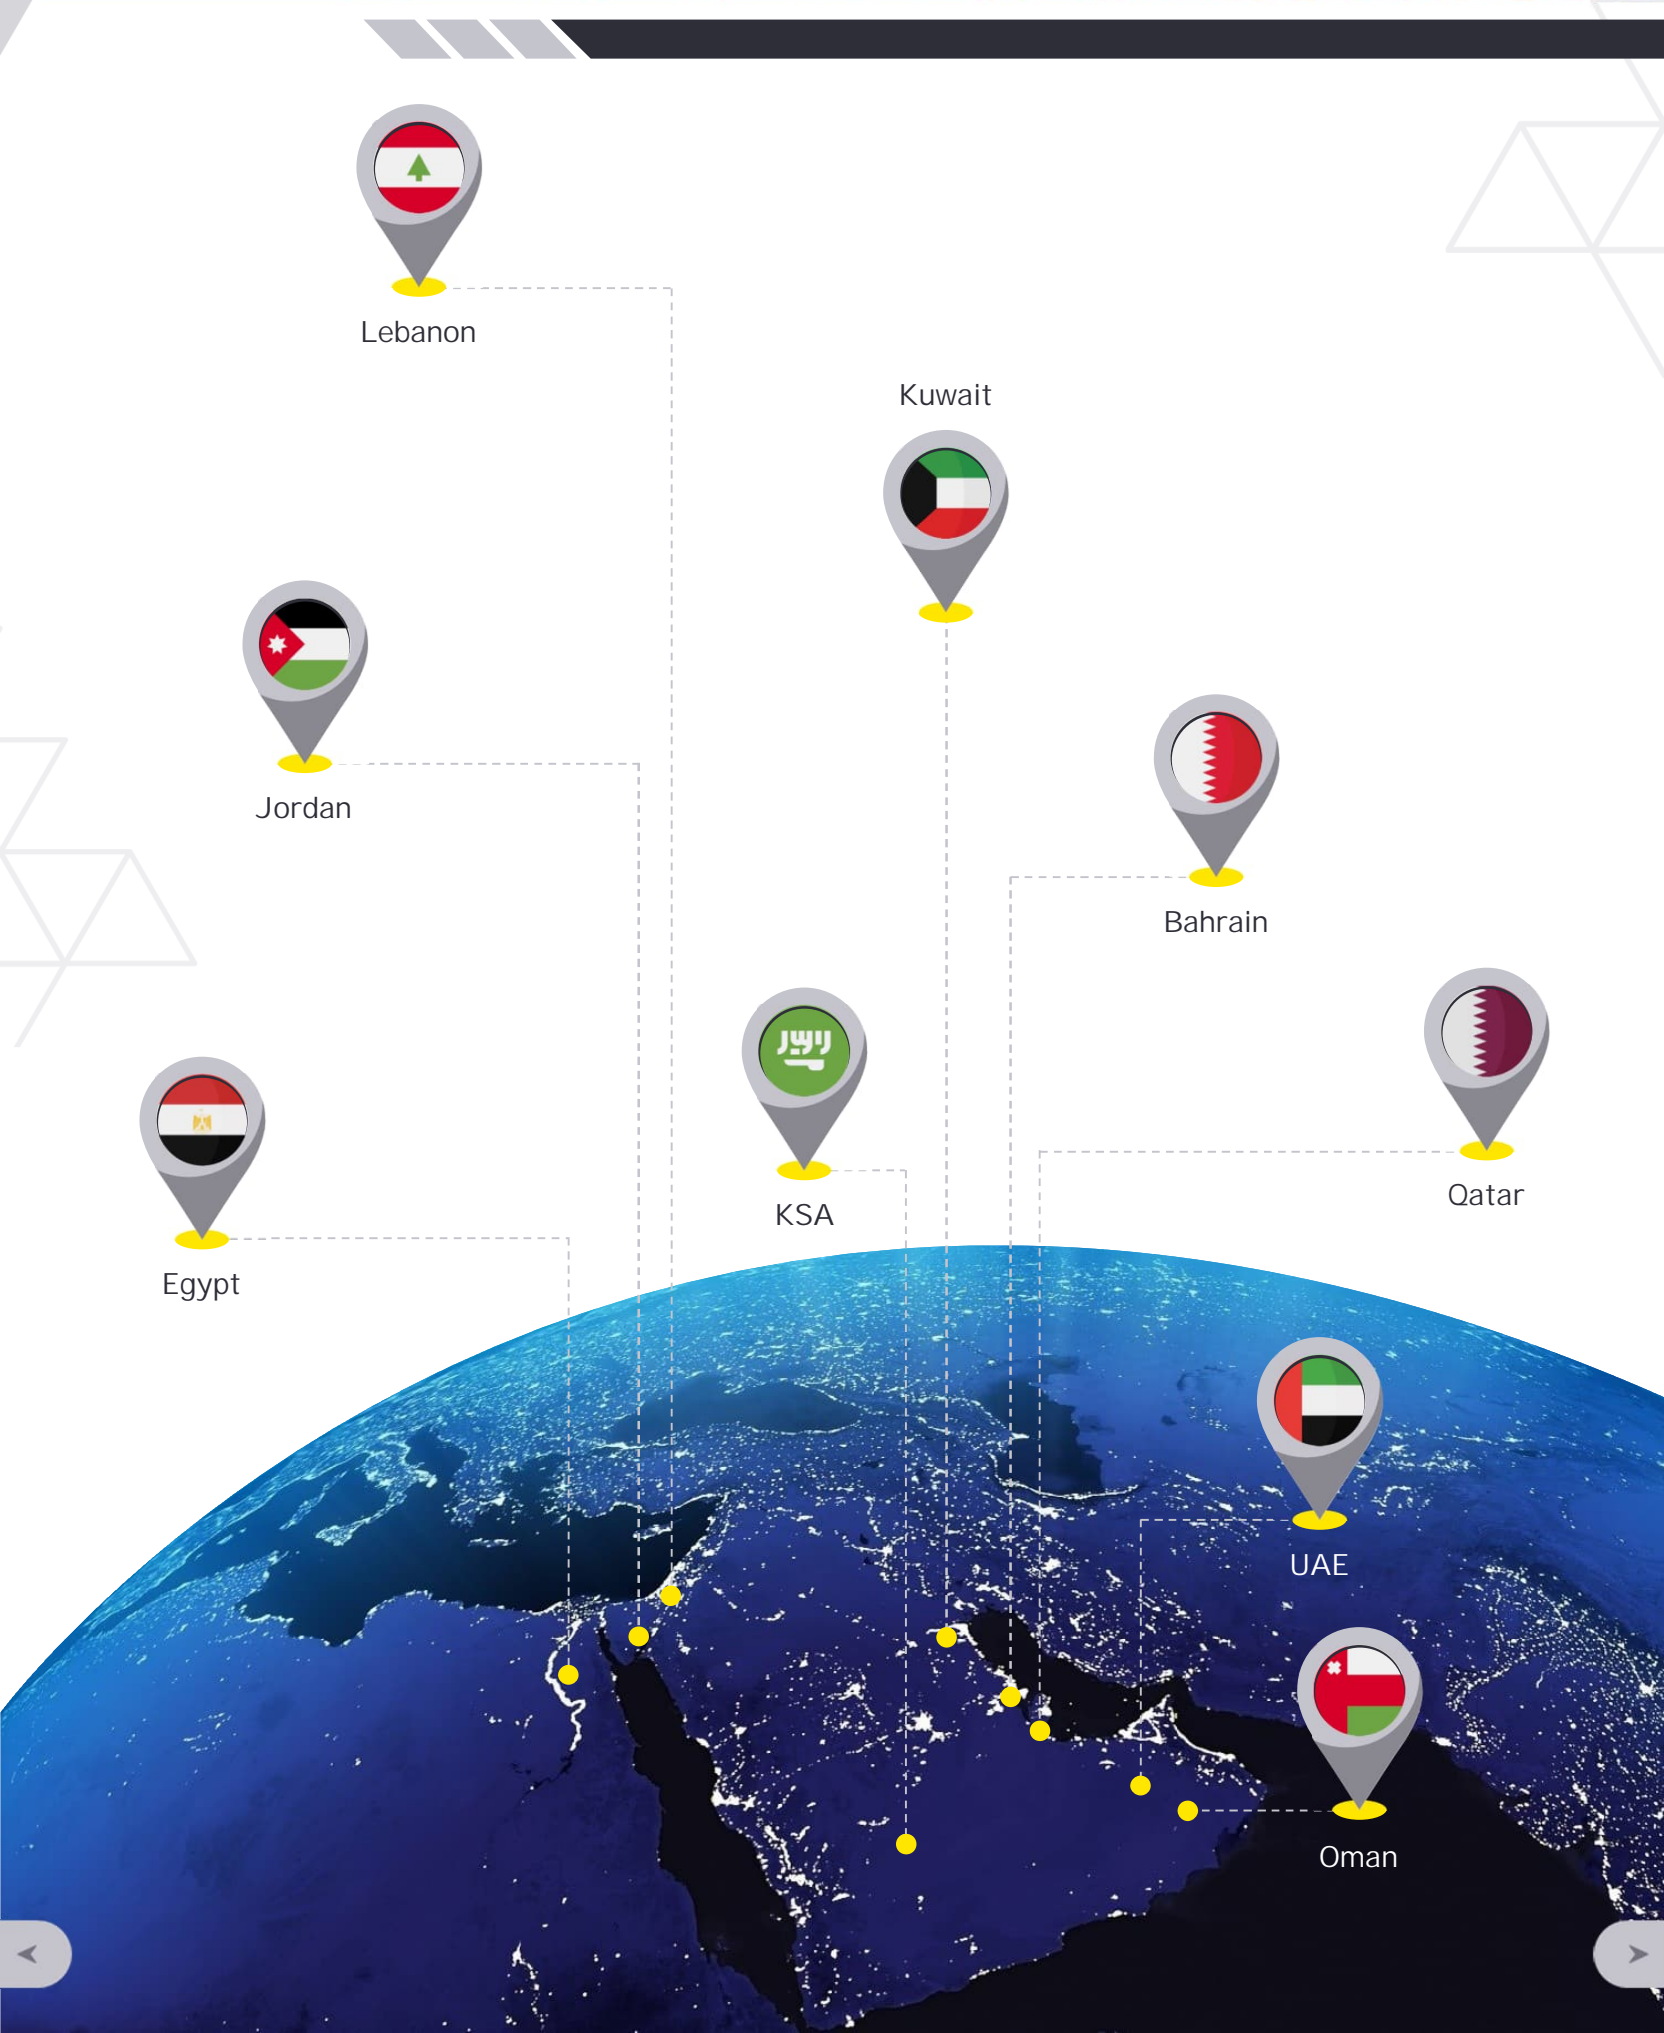 Lebanon
Kuwait
Jordan
Bahrain
Qatar
KSA
Egypt
UAE
Oman